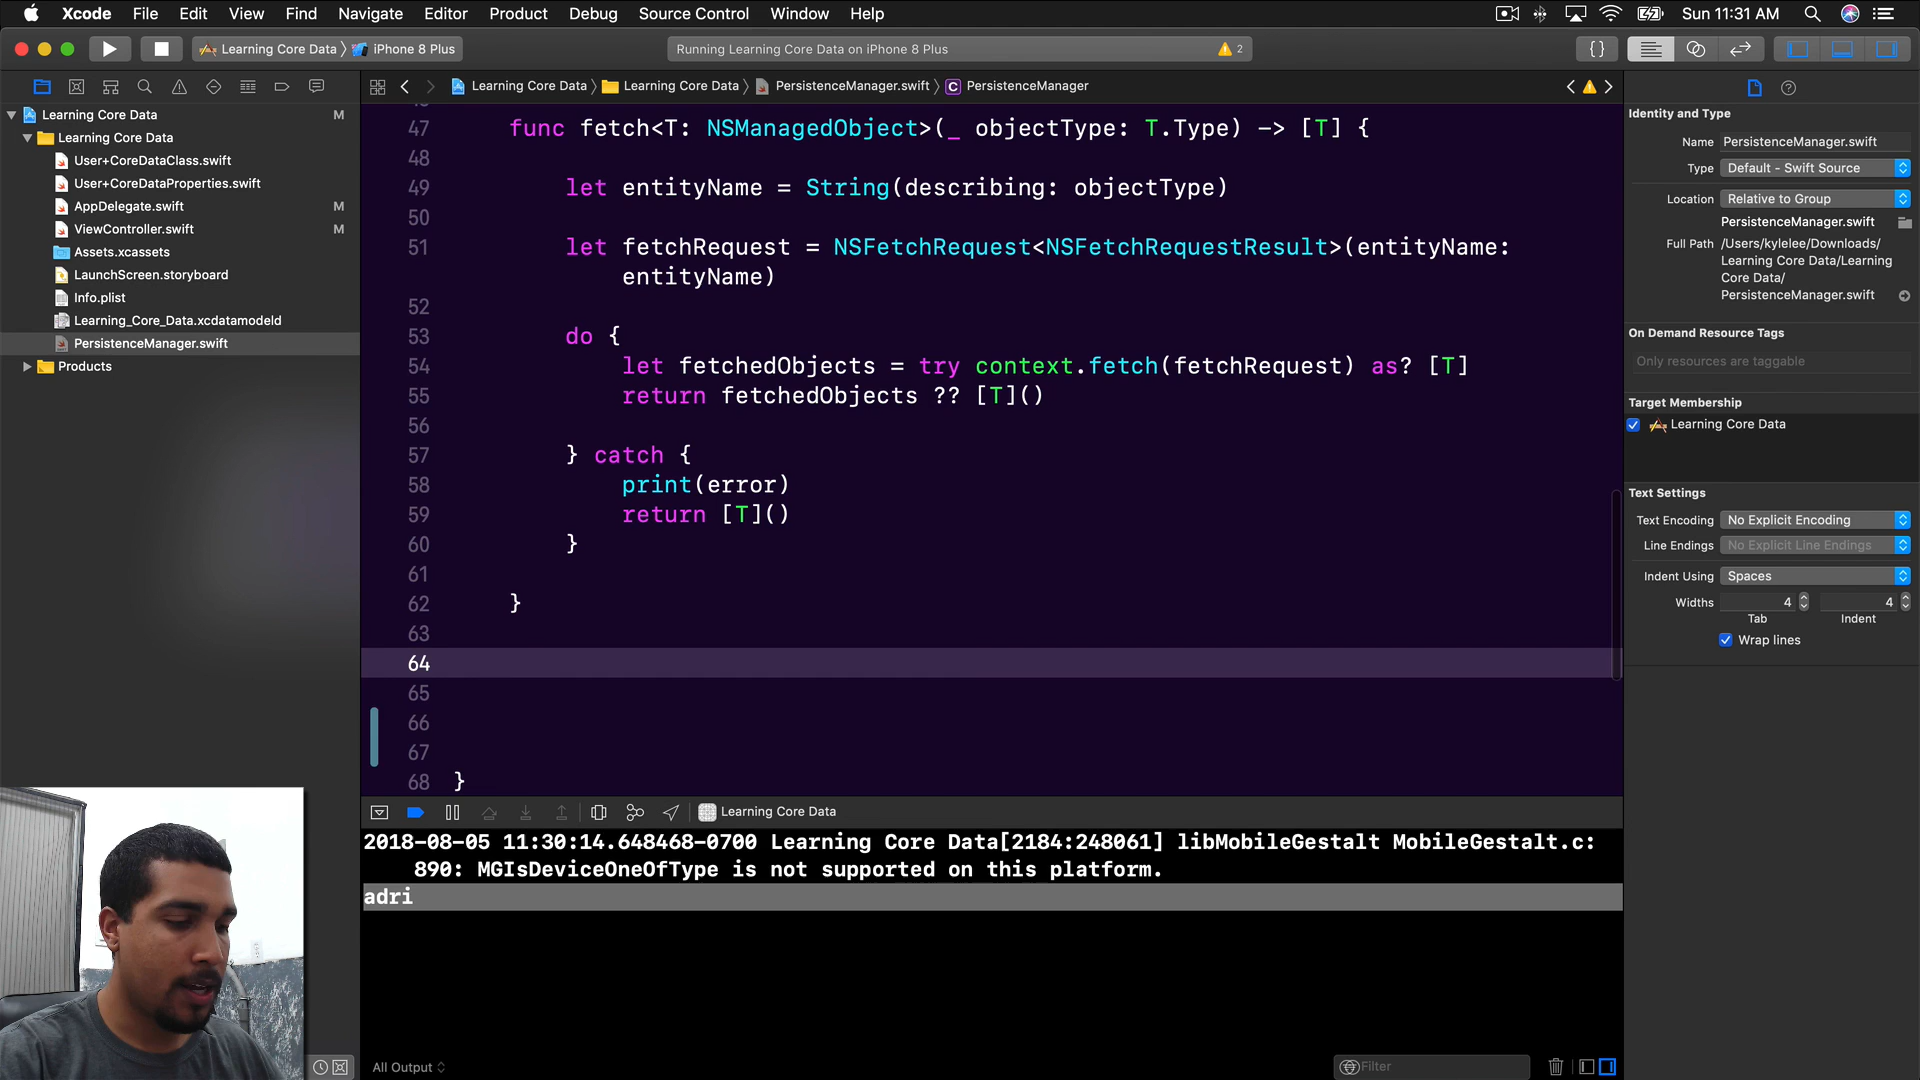 Xcode File Edit View Find Navigate Editor Product Debug Source Control Window Help Sun 11:31 AM
Learning Core Data iPhone 8 Plus Running Learning Core Data on iPhone 8 Plus 2
Learning Core Data Learning Core Data PersistenceManager.swift PersistenceManager
Learning Core Data M
Learning Core Data
User+CoreDataClass.swift
User+CoreDataProperties.swift
AppDelegate.swift M
ViewController.swift M
Assets.xcassets
LaunchScreen.storyboard
Info.plist
Learning_Core_Data.xcdatamodeld
PersistenceManager.swift
Products
47 func fetch<T: NSManagedObject>(_ objectType: T.Type) -> [T] {
48
49 let entityName = String(describing: objectType)
50
51 let fetchRequest = NSFetchRequest<NSFetchRequestResult>(entityName:
entityName)
52
53 do {
54 let fetchedObjects = try context.fetch(fetchRequest) as? [T]
55 return fetchedObjects ?? [T]()
56
57 } catch {
58 print(error)
59 return [T]()
60 }
61
62 }
63
64
65
66
67
68 }
Learning Core Data
2018-08-05 11:30:14.648468-0700 Learning Core Data[2184:248061] libMobileGestalt MobileGestalt.c:
890: MGIsDeviceOneOfType is not supported on this platform.
adri
All Output Filter
Identity and Type
Name PersistenceManager.swift
Type Default - Swift Source
Location Relative to Group
PersistenceManager.swift
Full Path /Users/kylelee/Downloads/
Learning Core Data/Learning
Core Data/
PersistenceManager.swift
On Demand Resource Tags
Only resources are taggable
Target Membership
Learning Core Data
Text Settings
Text Encoding No Explicit Encoding
Line Endings No Explicit Line Endings
Indent Using Spaces
Widths 4 4
Tab Indent
Wrap lines